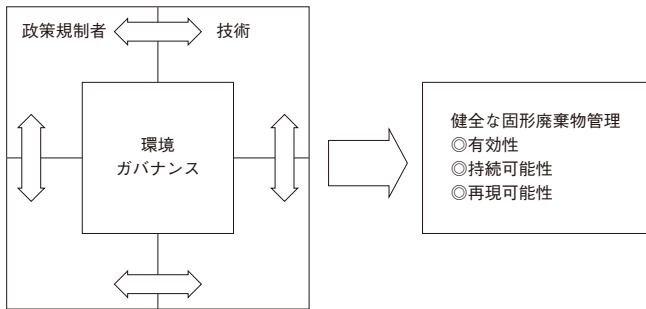 政策規制者
技術
環境
ガバナンス
健全な固形廃棄物管理
◎有効性
◎持続可能性
◎再現可能性